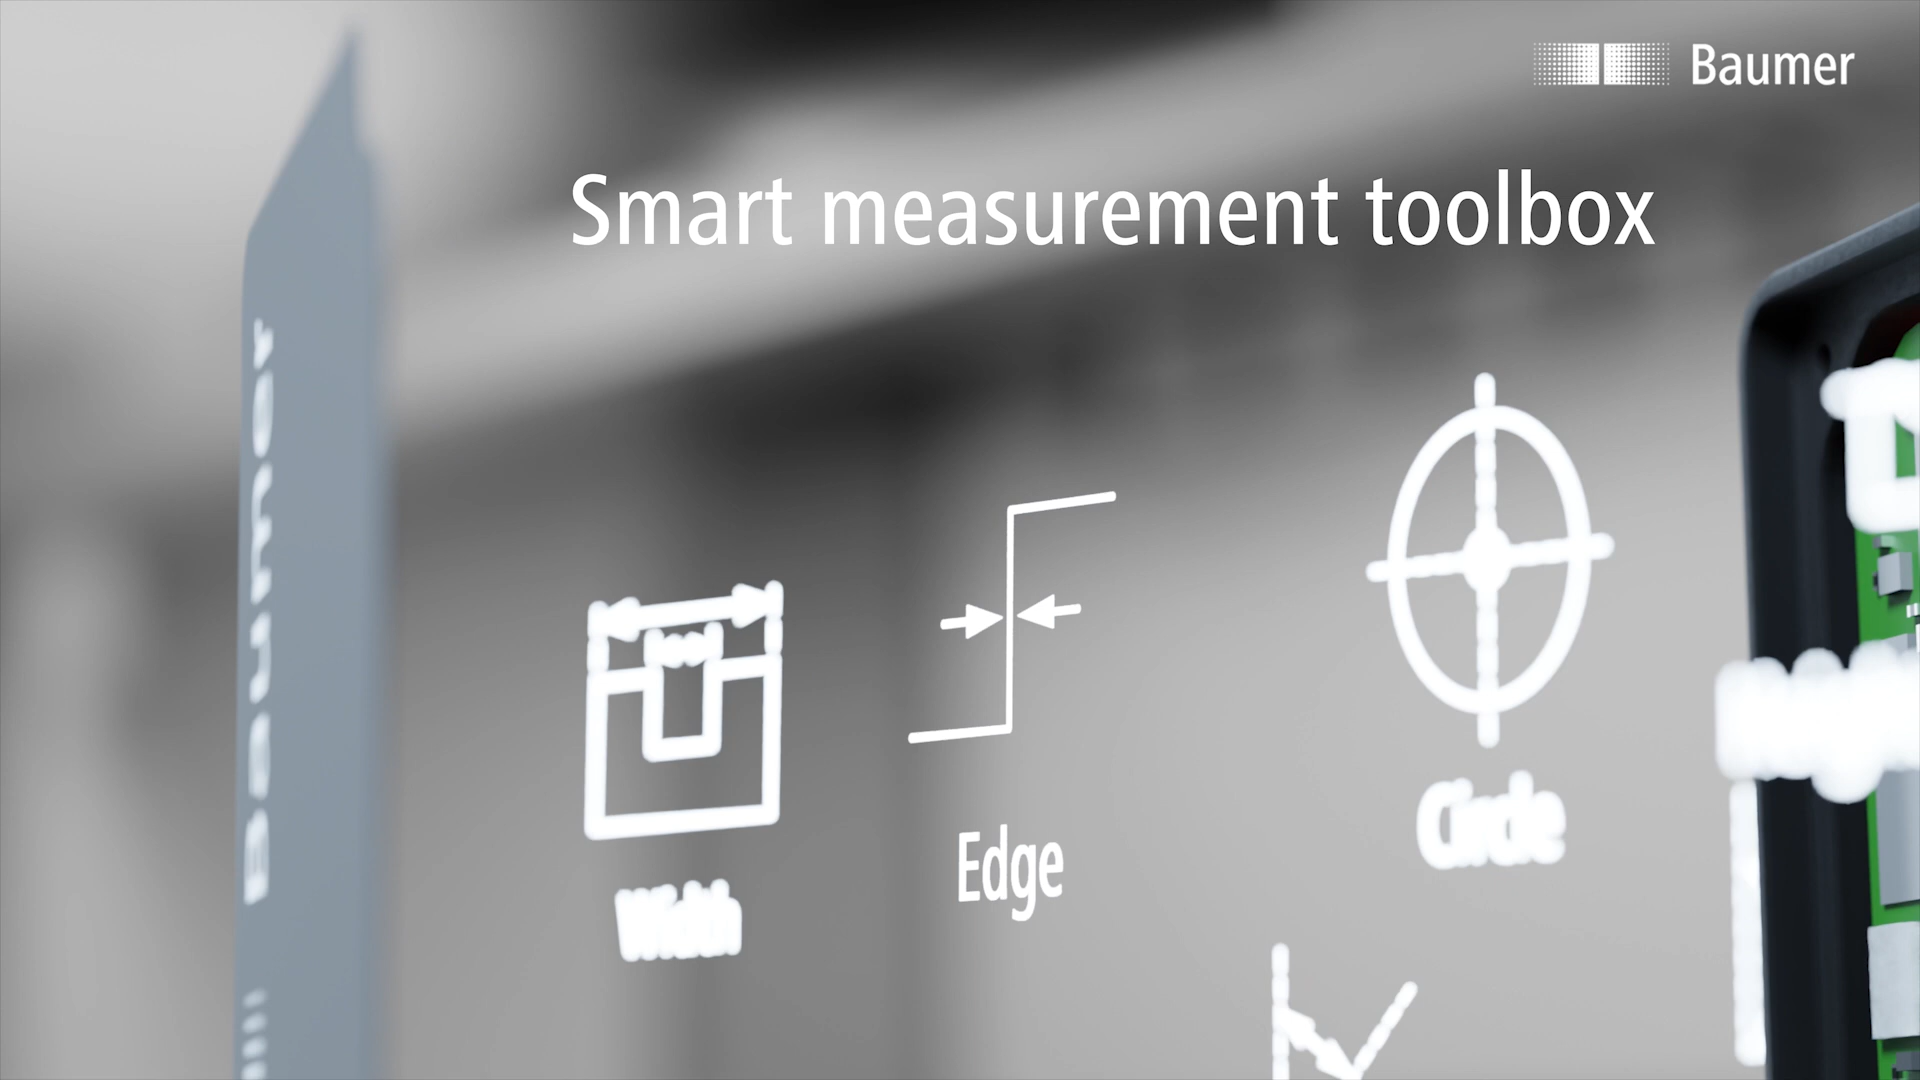 Baumer
Smart measurement toolbox
Baumer
Width
Edge
Circle